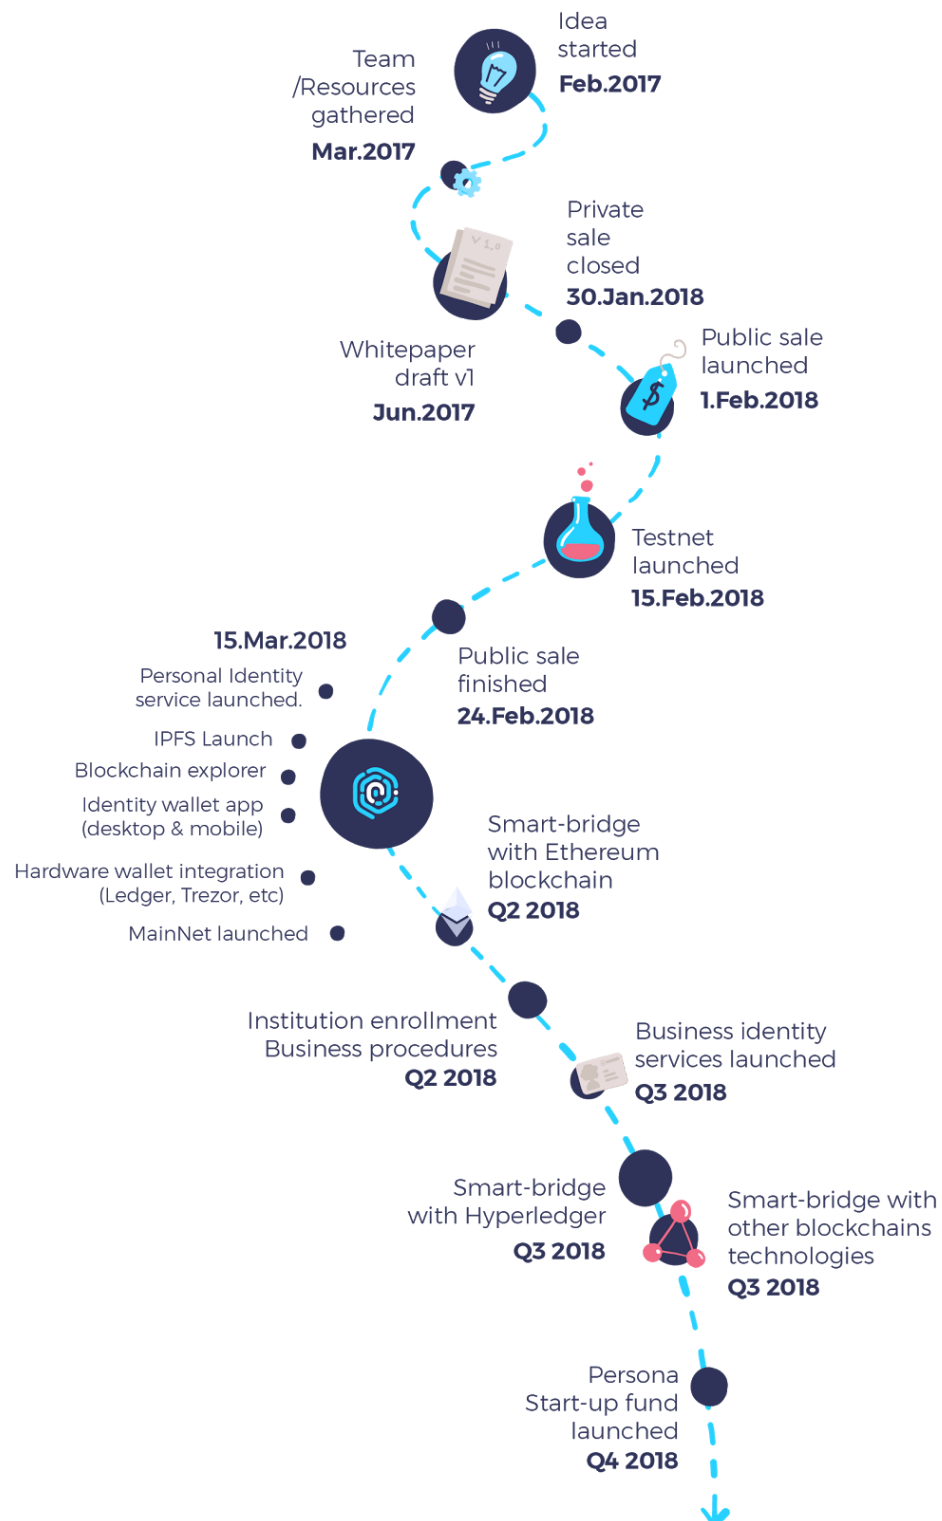 Idea
started
Feb.2017
Team
/Resources
gathered
Mar.2017
V 1,0
Private
sale
closed
30.Jan.2018
Whitepaper
draft v1
Jun.2017
Public sale
launched
1.Feb.2018
$
Testnet
launched
15.Feb.2018
Public sale
finished
24.Feb.2018
15.Mar.2018
Personal Identity
service launched.
IPFS Launch
Blockchain explorer
Identity wallet app
(desktop & mobile)
Hardware wallet integration
(Ledger, Trezor, etc)
MainNet launched
Smart-bridge
with Ethereum
blockchain
Q2 2018
Institution enrollment
Business procedures
Q2 2018
Business identity
services launched
Q3 2018
Smart-bridge
with Hyperledger
Q3 2018
Smart-bridge with
other blockchains
technologies
Q3 2018
Persona
Start-up fund
launched
Q4 2018